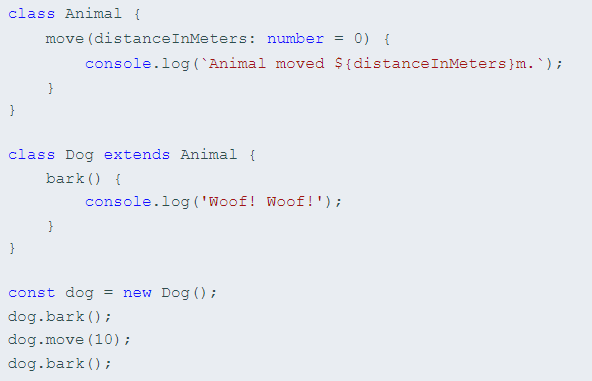 class Animal {
    move(distanceInMeters: number = 0) {
        console.log(`Animal moved ${distanceInMeters}m.`);
    }
}

class Dog extends Animal {
    bark() {
        console.log('Woof! Woof!');
    }
}

const dog = new Dog();
dog.bark();
dog.move(10);
dog.bark();